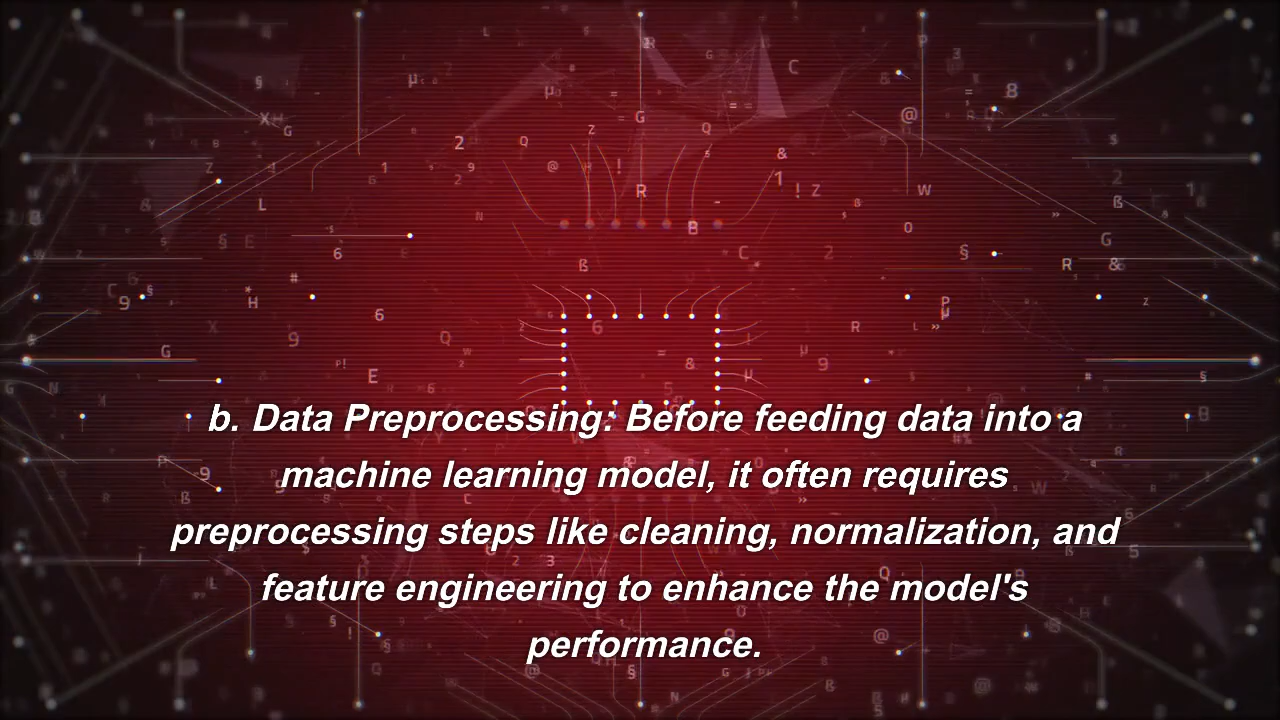 b. Data Preprocessing: Before feeding data into a
machine learning model, it often requires
preprocessing steps like cleaning, normalization, and
feature engineering to enhance the model's
performance.